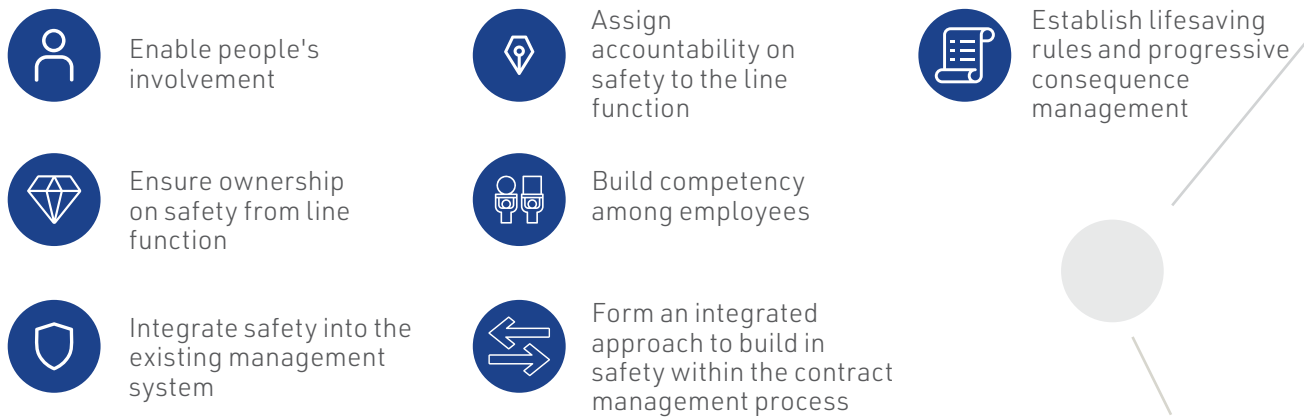 Enable people's
involvement
Ensure ownership
on safety from line
function
Integrate safety into the
existing management
system
Assign
accountability on
safety to the line
function
Build competency
among employees
Form an integrated
approach to build in
safety within the contract
management process
Establish lifesaving
rules and progressive
consequence
management